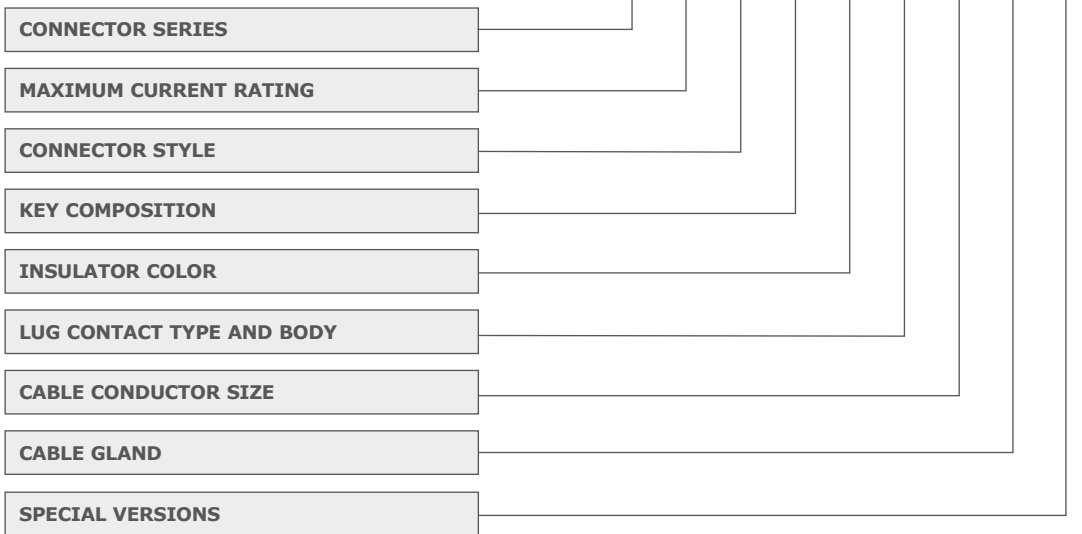 CONNECTOR SERIES
MAXIMUM CURRENT RATING
CONNECTOR STYLE
KEY COMPOSITION
INSULATOR COLOR
LUG CONTACT TYPE AND BODY
CABLE CONDUCTOR SIZE
CABLE GLAND
SPECIAL VERSIONS